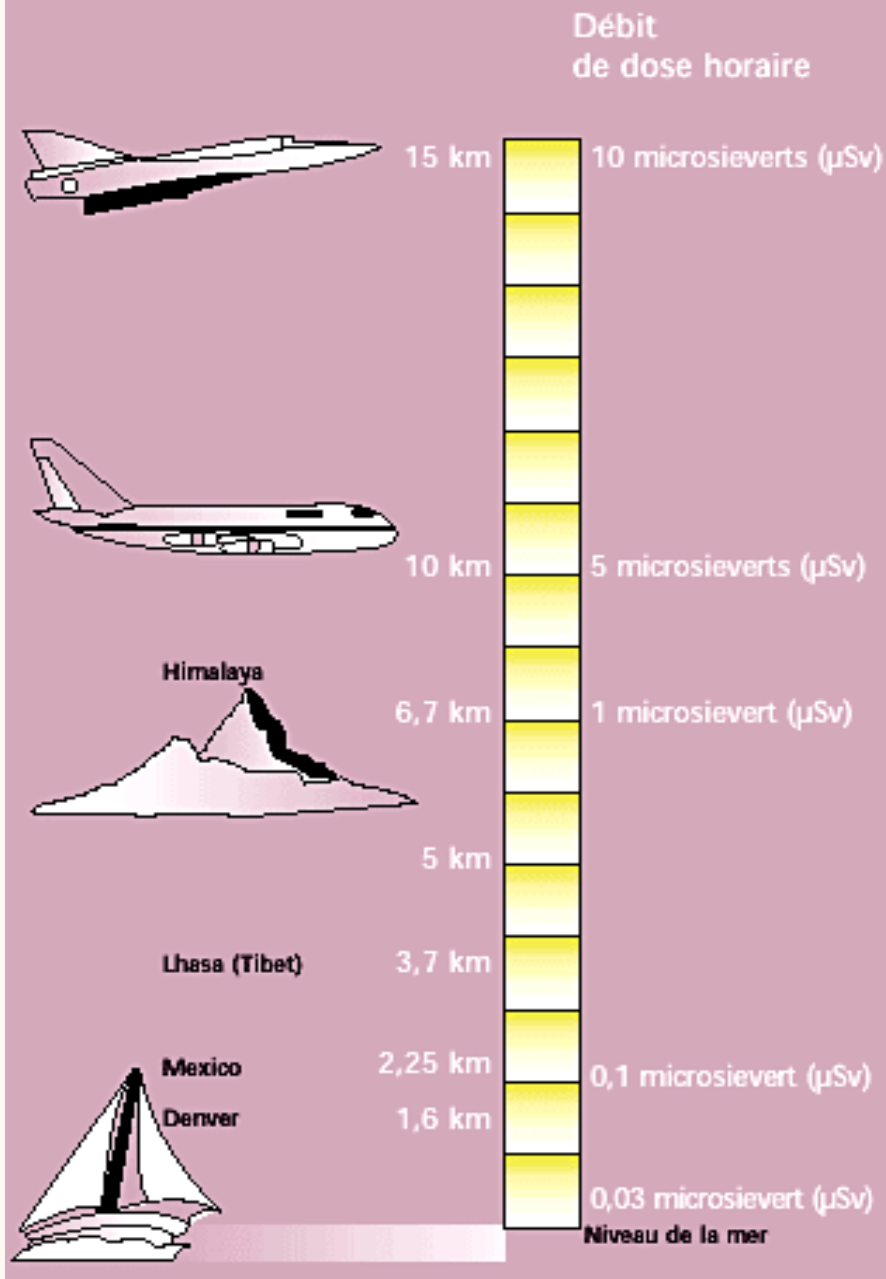 Débit
de dose horaire
15 km 10 microsieverts (µSv)
10 km 5 microsieverts (µSv)
Himalaya
6,7 km 1 microsievert (µSv)
5 km
Lhasa (Tibet) 3,7 km
Mexico 2,25 km 0,1 microsievert (µSv)
Denver 1,6 km
0,03 microsievert (µSv)
Niveau de la mer